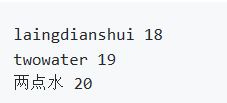 laingdianshui 18
twowater 19
两点水 20